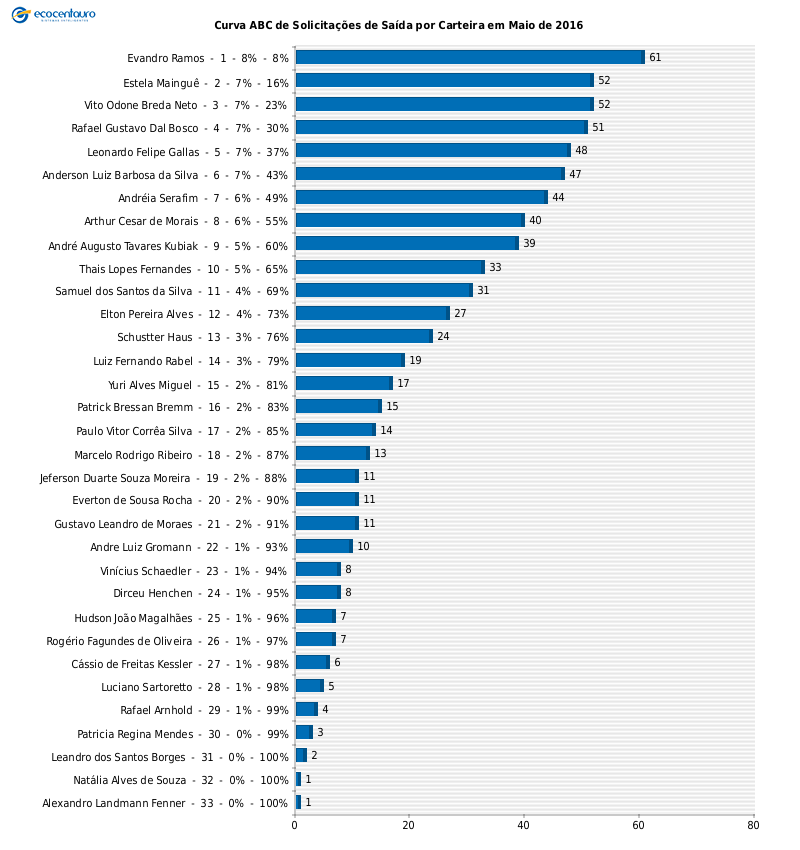 ecocentauro
Curva ABC de Solicitações de Saída por Carteira em Maio de 2016
Evandro Ramos - 1 - 8% - 8% 61
Estela Mainguê - 2 - 7% - 16% 52
Vito Odone Breda Neto - 3 - 7% - 23% 52
Rafael Gustavo Dal Bosco - 4 - 7% - 30% 51
Leonardo Felipe Gallas - 5 - 7% - 37% 48
Anderson Luiz Barbosa da Silva - 6 - 7% - 43% 47
Andréia Serafim - 7 - 6% - 49% 44
Arthur Cesar de Morais - 8 - 6% - 55% 40
André Augusto Tavares Kubiak - 9 - 5% - 60% 39
Thais Lopes Fernandes - 10 - 5% - 65% 33
Samuel dos Santos da Silva - 11 - 4% - 69% 31
Elton Pereira Alves - 12 - 4% - 73% 27
Schustter Haus - 13 - 3% - 76% 24
Luiz Fernando Rabel - 14 - 3% - 79% 19
Yuri Alves Miguel - 15 - 2% - 81% 17
Patrick Bressan Bremm - 16 - 2% - 83% 15
Paulo Vitor Corrêa Silva - 17 - 2% - 85% 14
Marcelo Rodrigo Ribeiro - 18 - 2% - 87% 13
Jeferson Duarte Souza Moreira - 19 - 2% - 88% 11
Everton de Sousa Rocha - 20 - 2% - 90% 11
Gustavo Leandro de Moraes - 21 - 2% - 91% 11
Andre Luiz Gromann - 22 - 1% - 93% 10
Vinícius Schaedler - 23 - 1% - 94% 8
Dirceu Henchen - 24 - 1% - 95% 8
Hudson João Magalhães - 25 - 1% - 96% 7
Rogério Fagundes de Oliveira - 26 - 1% - 97% 7
Cássio de Freitas Kessler - 27 - 1% - 98% 6
Luciano Sartoretto - 28 - 1% - 98% 5
Rafael Arnhold - 29 - 1% - 99% 4
Patricia Regina Mendes - 30 - 0% - 99% 3
Leandro dos Santos Borges - 31 - 0% - 100% 2
Natália Alves de Souza - 32 - 0% - 100% 1
Alexandro Landmann Fenner - 33 - 0% - 100% 1
0 20 40 60 80